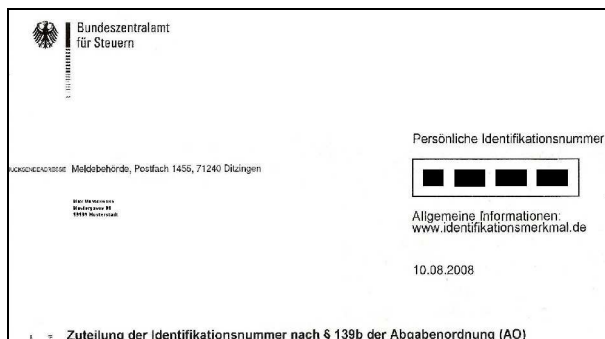 Bundeszentralamt
für Steuern
Persönliche Identifikationsnummer
Meldebehörde, Postfach 1455, 71240 Ditzingen
Allgemeine Informationen:
www.identifikationsmerkmal.de
10.08.2008
Zuteilung der Identifikationsnummer nach § 139b der Abgabenordnung (AO)